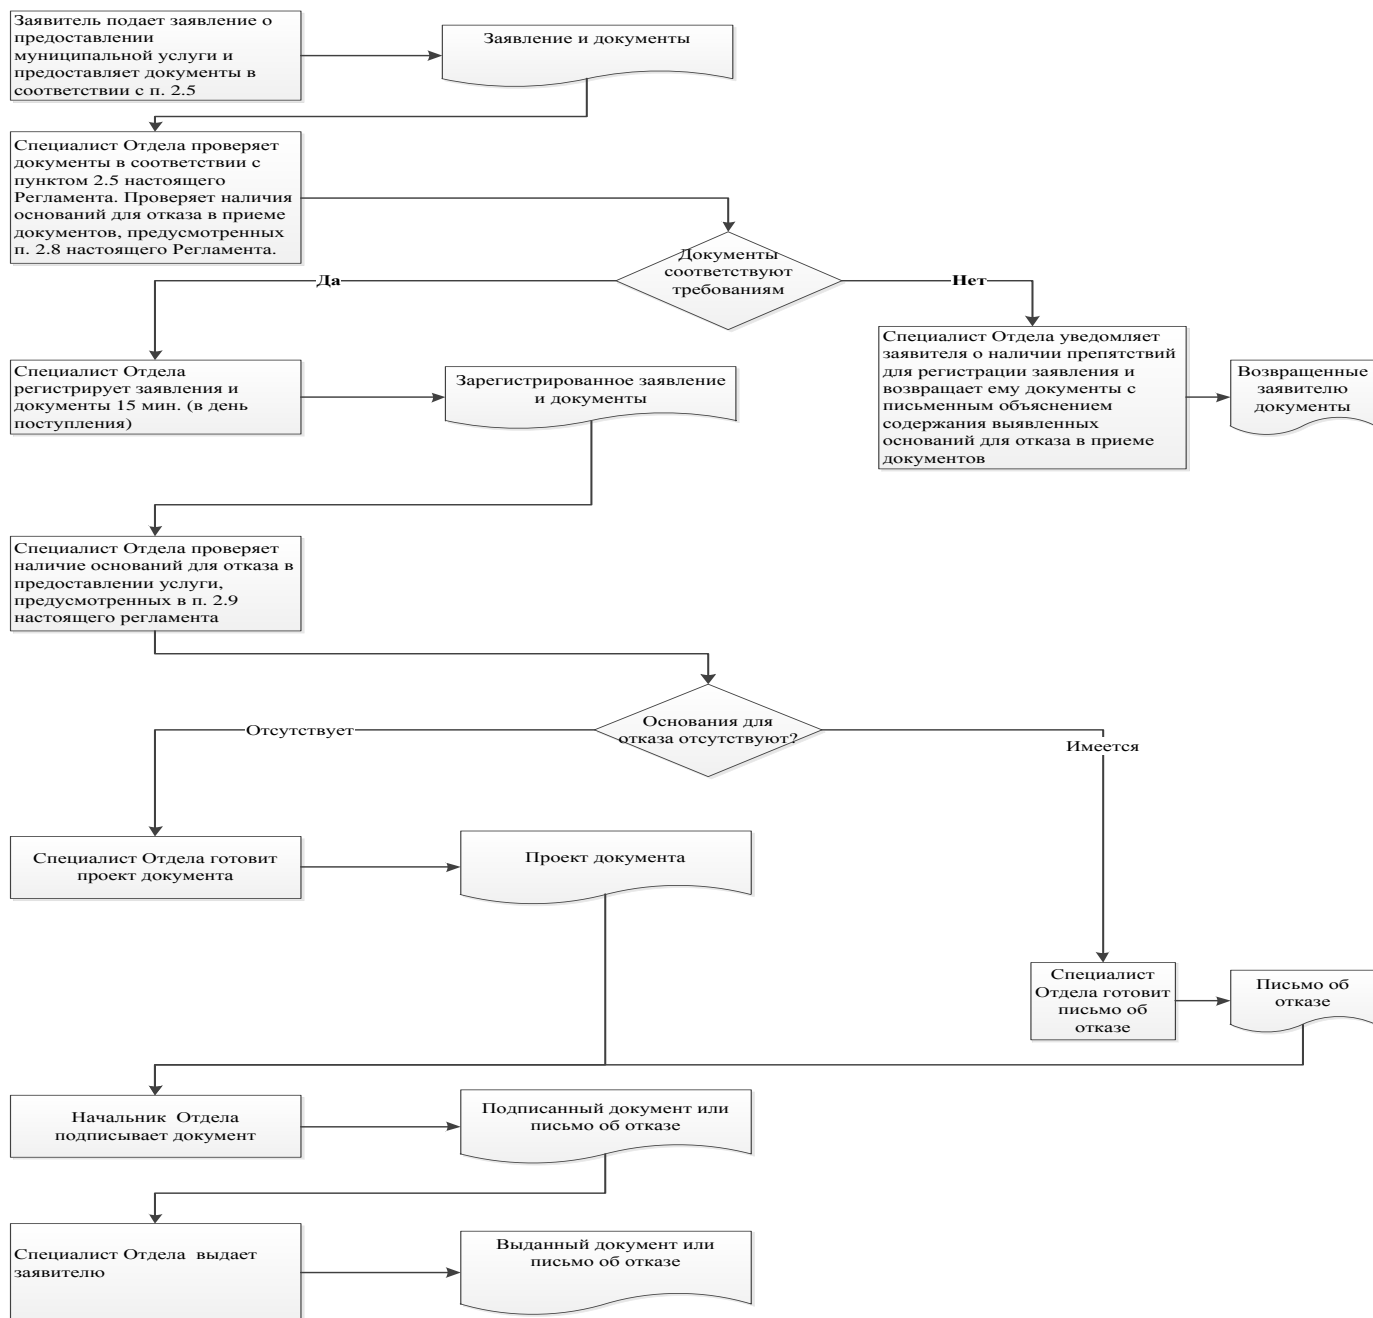 Заявитель подает заявление о
предоставлении
муниципальной услуги и
предоставляет документы в
соответствии с п. 2.5
Заявление и документы
Специалист Отдела проверяет
документы в соответствии с
пунктом 2.5 настоящего
Регламента. Проверяет наличия
оснований для отказа в приеме
документов, предусмотренных
п. 2.8 настоящего Регламента.
Документы
соответствуют
требованиям
Да
Нет
Специалист Отдела
регистрирует заявления и
документы 15 мин. (в день
поступления)
Зарегистрированное заявление
и документы
Специалист Отдела уведомляет
заявителя о наличии препятствий
для регистрации заявления и
возвращает ему документы с
письменным объяснением
содержания выявленных
оснований для отказа в приеме
документов
Возвращенные
заявителю
документы
Специалист Отдела проверяет
наличие оснований для отказа в
предоставлении услуги,
предусмотренных в п. 2.9
настоящего регламента
Основания для
отказа отсутствуют?
Отсутствует
Имеется
Специалист Отдела готовит
проект документа
Проект документа
Специалист
Отдела готовит
письмо об
отказе
Письмо об
отказе
Начальник  Отдела
подписывает документ
Подписанный документ или
письмо об отказе
Специалист Отдела  выдает
заявителю
Выданный документ или
письмо об отказе